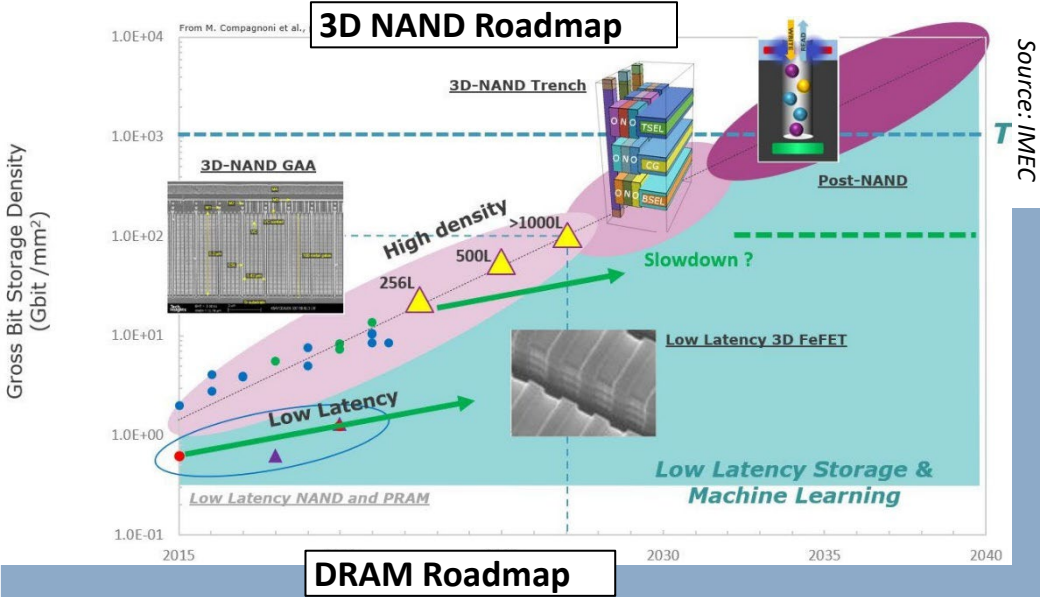 3D NAND Roadmap
From M. Compagnoni et al.,
Source: IMEC
Gross Bit Storage Density
(Gbit /mm²)
1.0E+04
1.0E+03
1.0E+02
1.0E+01
1.0E+00
1.0E-01
3D-NAND Trench
O N O
TSEL
O N O
CG
O N O
BSEL
WRITE
READ
T
3D-NAND GAA
Post-NAND
High density
>1000L
500L
256L
Slowdown ?
Low Latency 3D FeFET
Low Latency
Low Latency NAND and PRAM
Low Latency Storage &
Machine Learning
2015
2030
2035
2040
DRAM Roadmap